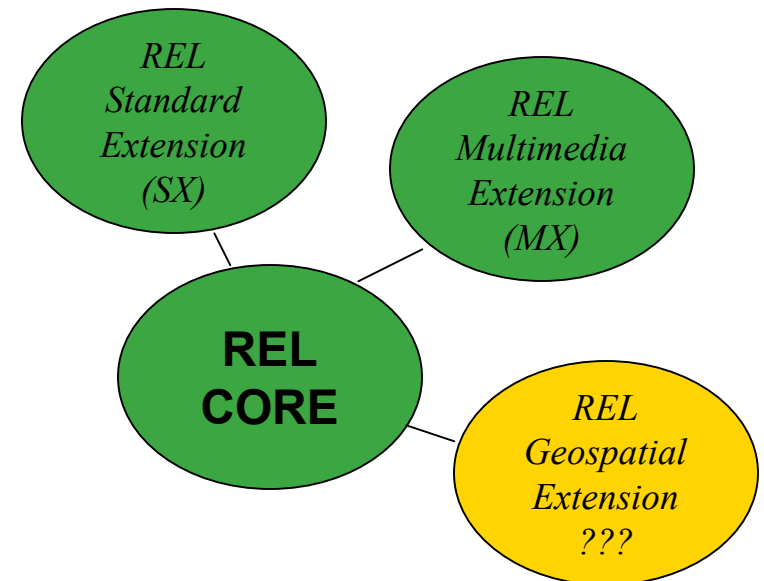 REL
Standard
Extension
(SX)
REL
Multimedia
Extension
(MX)
REL
CORE
REL
Geospatial
Extension
???